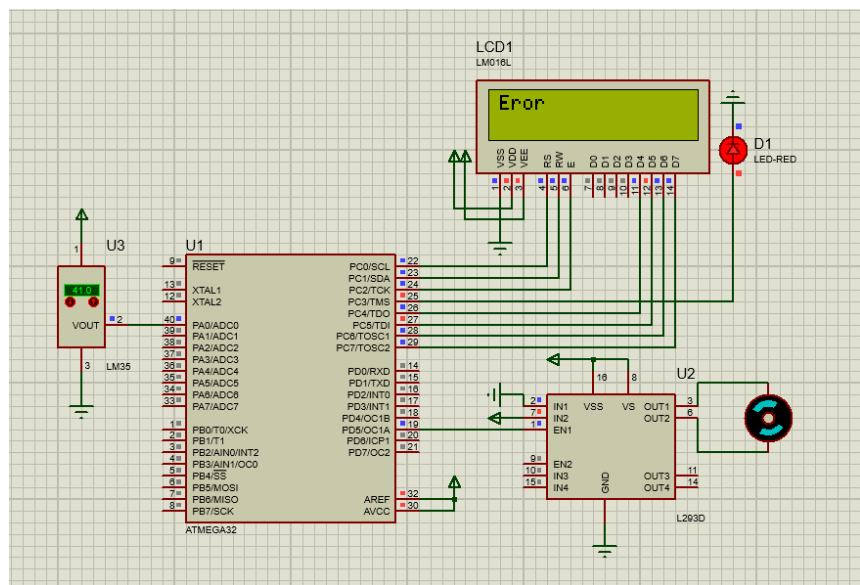 LCD1
LM016L
Eror
VSS
VDD
VEE
RS
RW
E
D0
D1
D2
D3
D4
D5
D6
D7
1
2
3
4
5
6
7
8
9
10
11
12
13
14
D1
LED-RED
U3
1
41.0
VOUT
2
3
LM35
U1
9 RESET
13 XTAL1
12 XTAL2
40 PA0/ADC0
39 PA1/ADC1
38 PA2/ADC2
37 PA3/ADC3
36 PA4/ADC4
35 PA5/ADC5
34 PA6/ADC6
33 PA7/ADC7
1 PB0/T0/XCK
2 PB1/T1
3 PB2/AIN0/INT2
4 PB3/AIN1/OC0
5 PB4/SS
6 PB5/MOSI
7 PB6/MISO
8 PB7/SCK
PC0/SCL 22
PC1/SDA 23
PC2/TCK 24
PC3/TMS 25
PC4/TDO 26
PC5/TDI 27
PC6/TOSC1 28
PC7/TOSC2 29
PD0/RXD 14
PD1/TXD 15
PD2/INT0 16
PD3/INT1 17
PD4/OC1B 18
PD5/OC1A 19
PD6/ICP1 20
PD7/OC2 21
AREF 32
AVCC 30
ATMEGA32
U2
16
8
VSS
VS
2 IN1
7 IN2
1 EN1
9 EN2
10 IN3
15 IN4
OUT1 3
OUT2 6
OUT3 11
OUT4 14
GND
L293D